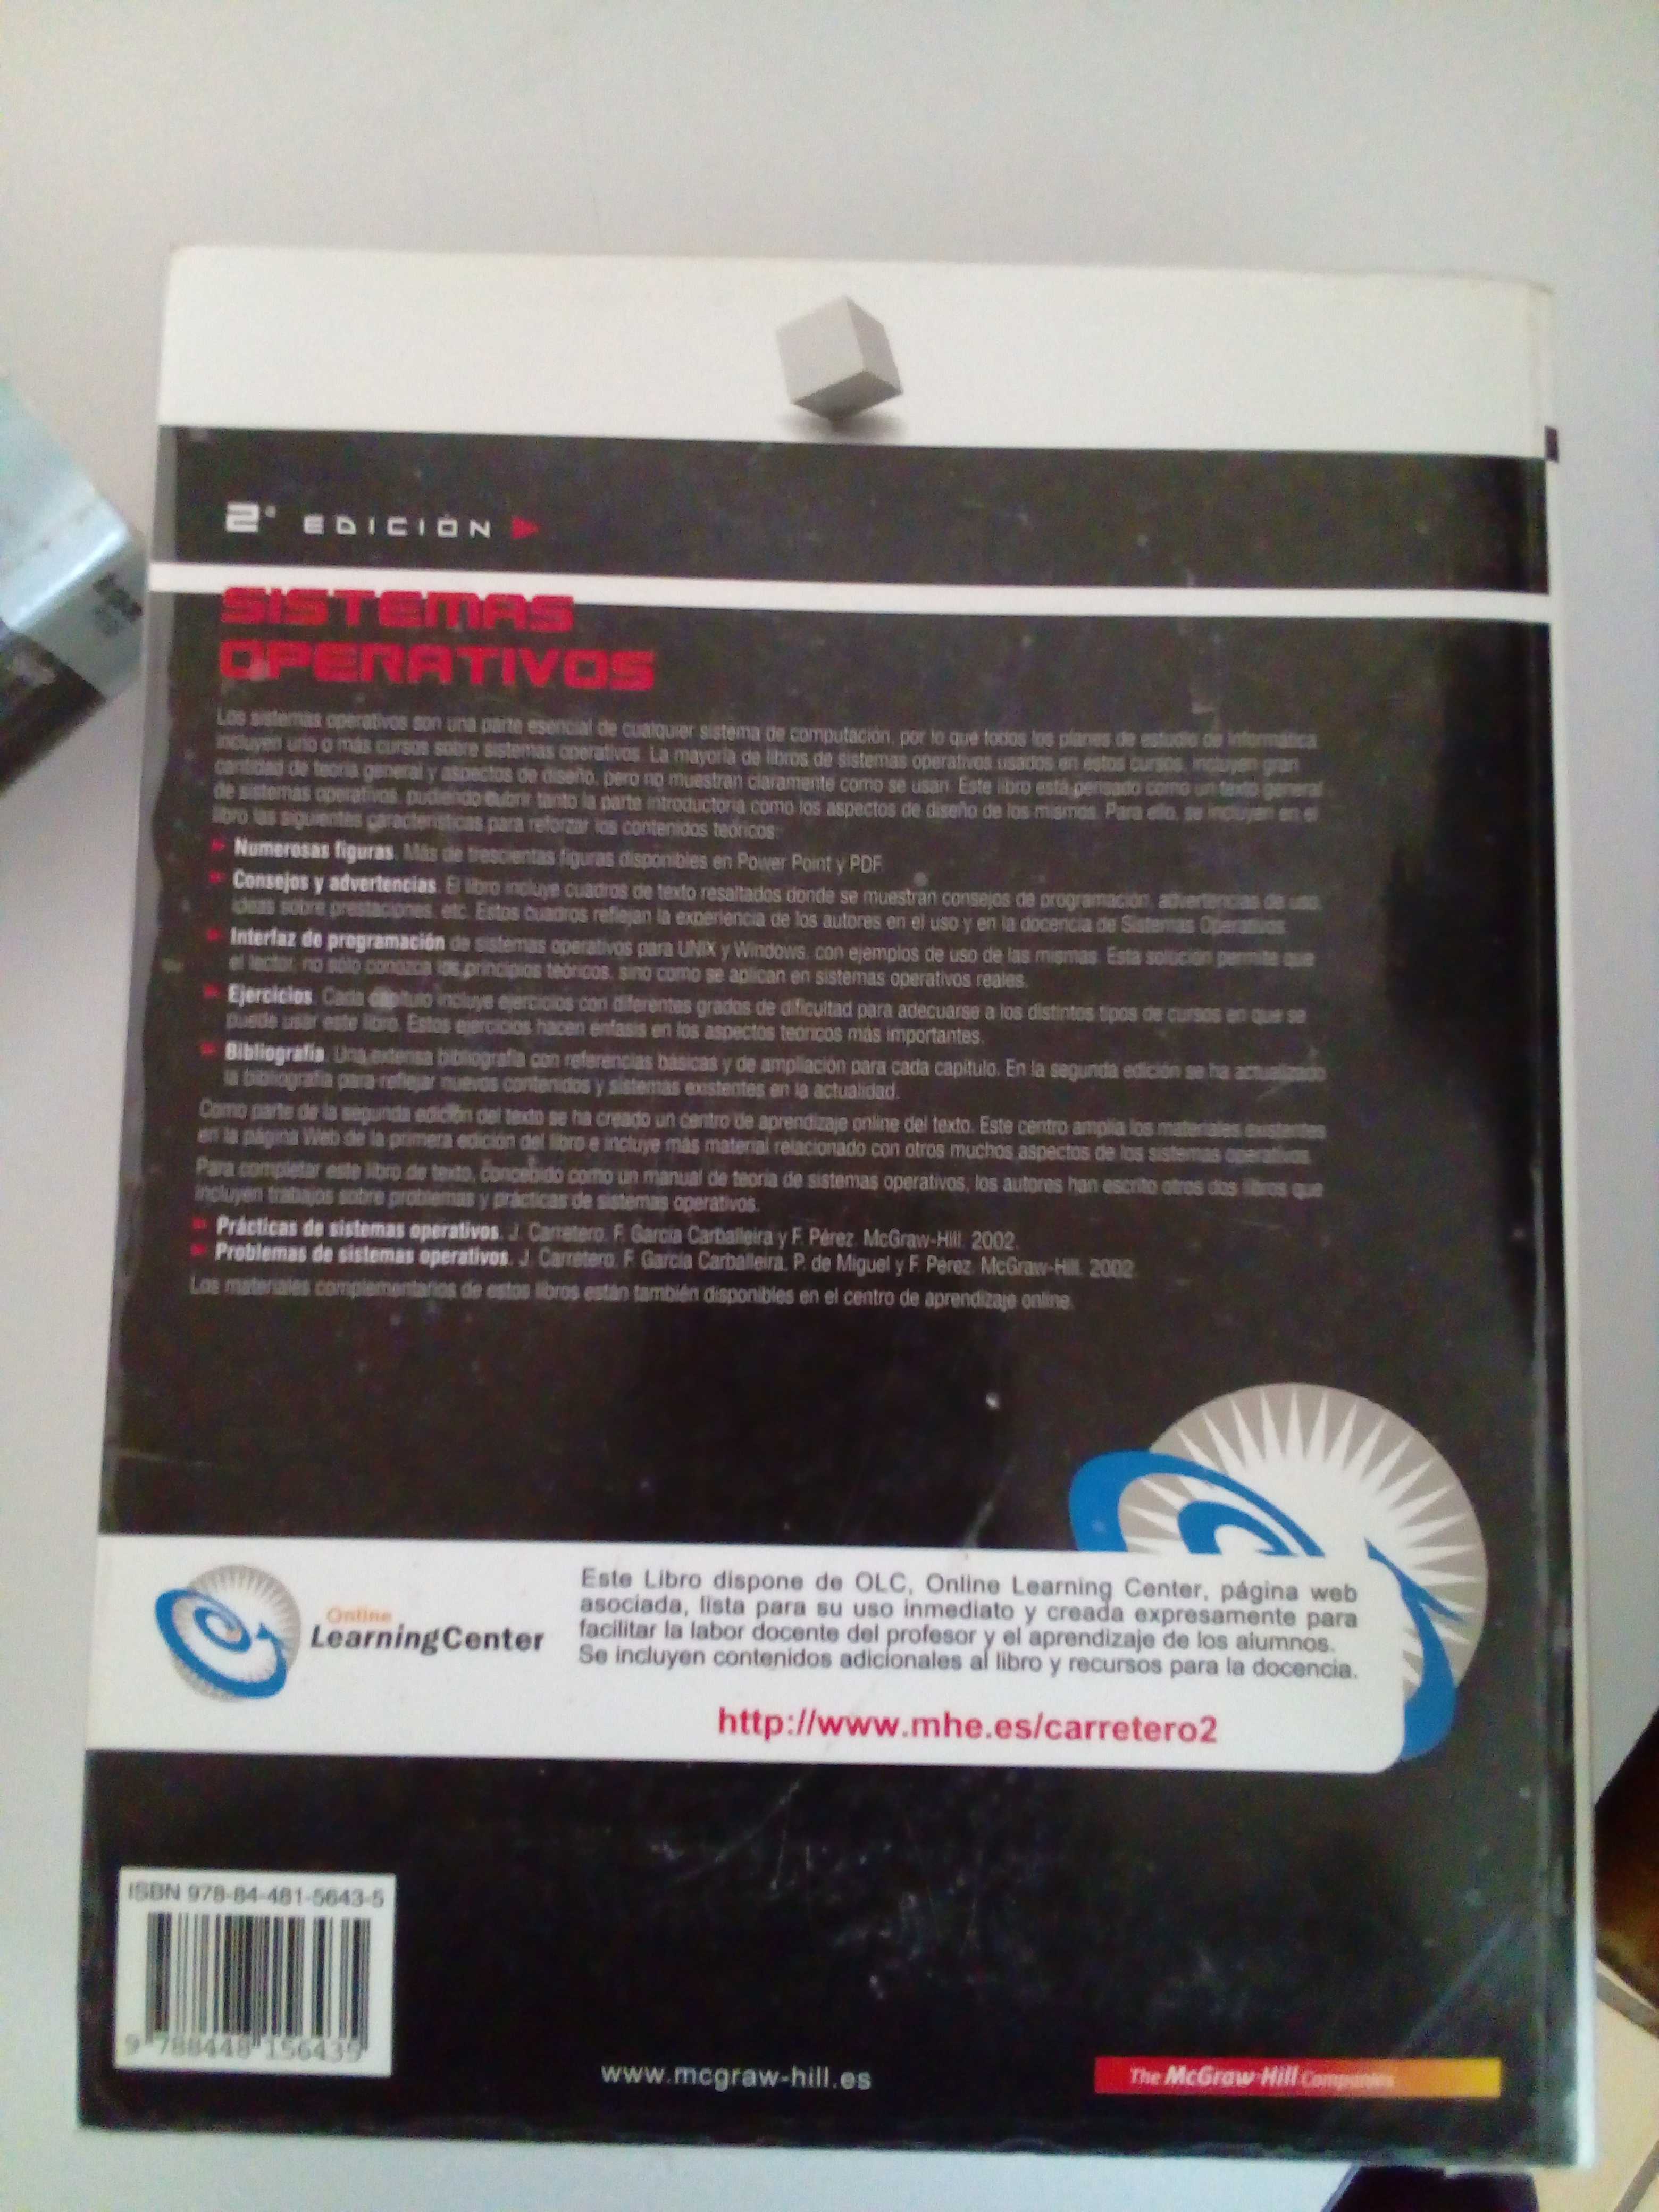 2ª EDICIÓN
SISTEMAS
OPERATIVOS
Los sistemas operativos son una parte esencial de cualquier sistema de computación, por lo que todos los planes de estudio de Informática
incluyen uno o más cursos sobre sistemas operativos. La mayoría de libros de sistemas operativos usados en estos cursos, incluyen gran
cantidad de teoría general y aspectos de diseño, pero no muestran claramente como se usan. Este libro está pensado como un texto general
de sistemas operativos, pudiendo cubrir tanto la parte introductoria como los aspectos de diseño de los mismos. Para ello, se incluyen en el
libro las siguientes características para reforzar los contenidos teóricos:
Numerosas figuras. Más de trescientas figuras disponibles en Power Point y PDF.
Consejos y advertencias. El libro incluye cuadros de texto resaltados donde se muestran consejos de programación, advertencias de uso,
ideas sobre prestaciones, etc. Estos cuadros reflejan la experiencia de los autores en el uso y en la docencia de Sistemas Operativos.
Interfaz de programación de sistemas operativos para UNIX y Windows, con ejemplos de uso de las mismas. Esta solución permite que
el lector, no sólo conozca los principios teóricos, sino como se aplican en sistemas operativos reales.
Ejercicios. Cada capítulo incluye ejercicios con diferentes grados de dificultad para adecuarse a los distintos tipos de cursos en que se
puede usar este libro. Estos ejercicios hacen énfasis en los aspectos teóricos más importantes.
Bibliografía. Una extensa bibliografía con referencias básicas y de ampliación para cada capítulo. En la segunda edición se ha actualizado
la bibliografía para reflejar nuevos contenidos y sistemas existentes en la actualidad.
Como parte de la segunda edición del texto se ha creado un centro de aprendizaje online del texto. Este centro amplia los materiales existentes
en la página Web de la primera edición del libro e incluye más material relacionado con otros muchos aspectos de los sistemas operativos.
Para completar este libro de texto, concebido como un manual de teoría de sistemas operativos, los autores han escrito otros dos libros que
incluyen trabajos sobre problemas y prácticas de sistemas operativos.
Prácticas de sistemas operativos. J. Carretero, F. García Carballeira y F. Pérez. McGraw-Hill. 2002.
Problemas de sistemas operativos. J. Carretero, F. García Carballeira, P. de Miguel y F. Pérez. McGraw-Hill. 2002.
Los materiales complementarios de estos libros están también disponibles en el centro de aprendizaje online.
Online
LearningCenter
Este Libro dispone de OLC, Online Learning Center, página web
asociada, lista para su uso inmediato y creada expresamente para
facilitar la labor docente del profesor y el aprendizaje de los alumnos.
Se incluyen contenidos adicionales al libro y recursos para la docencia.
http://www.mhe.es/carretero2
ISBN 978-84-481-5643-5
9 788448 156435
www.mcgraw-hill.es
The McGraw-Hill Companies